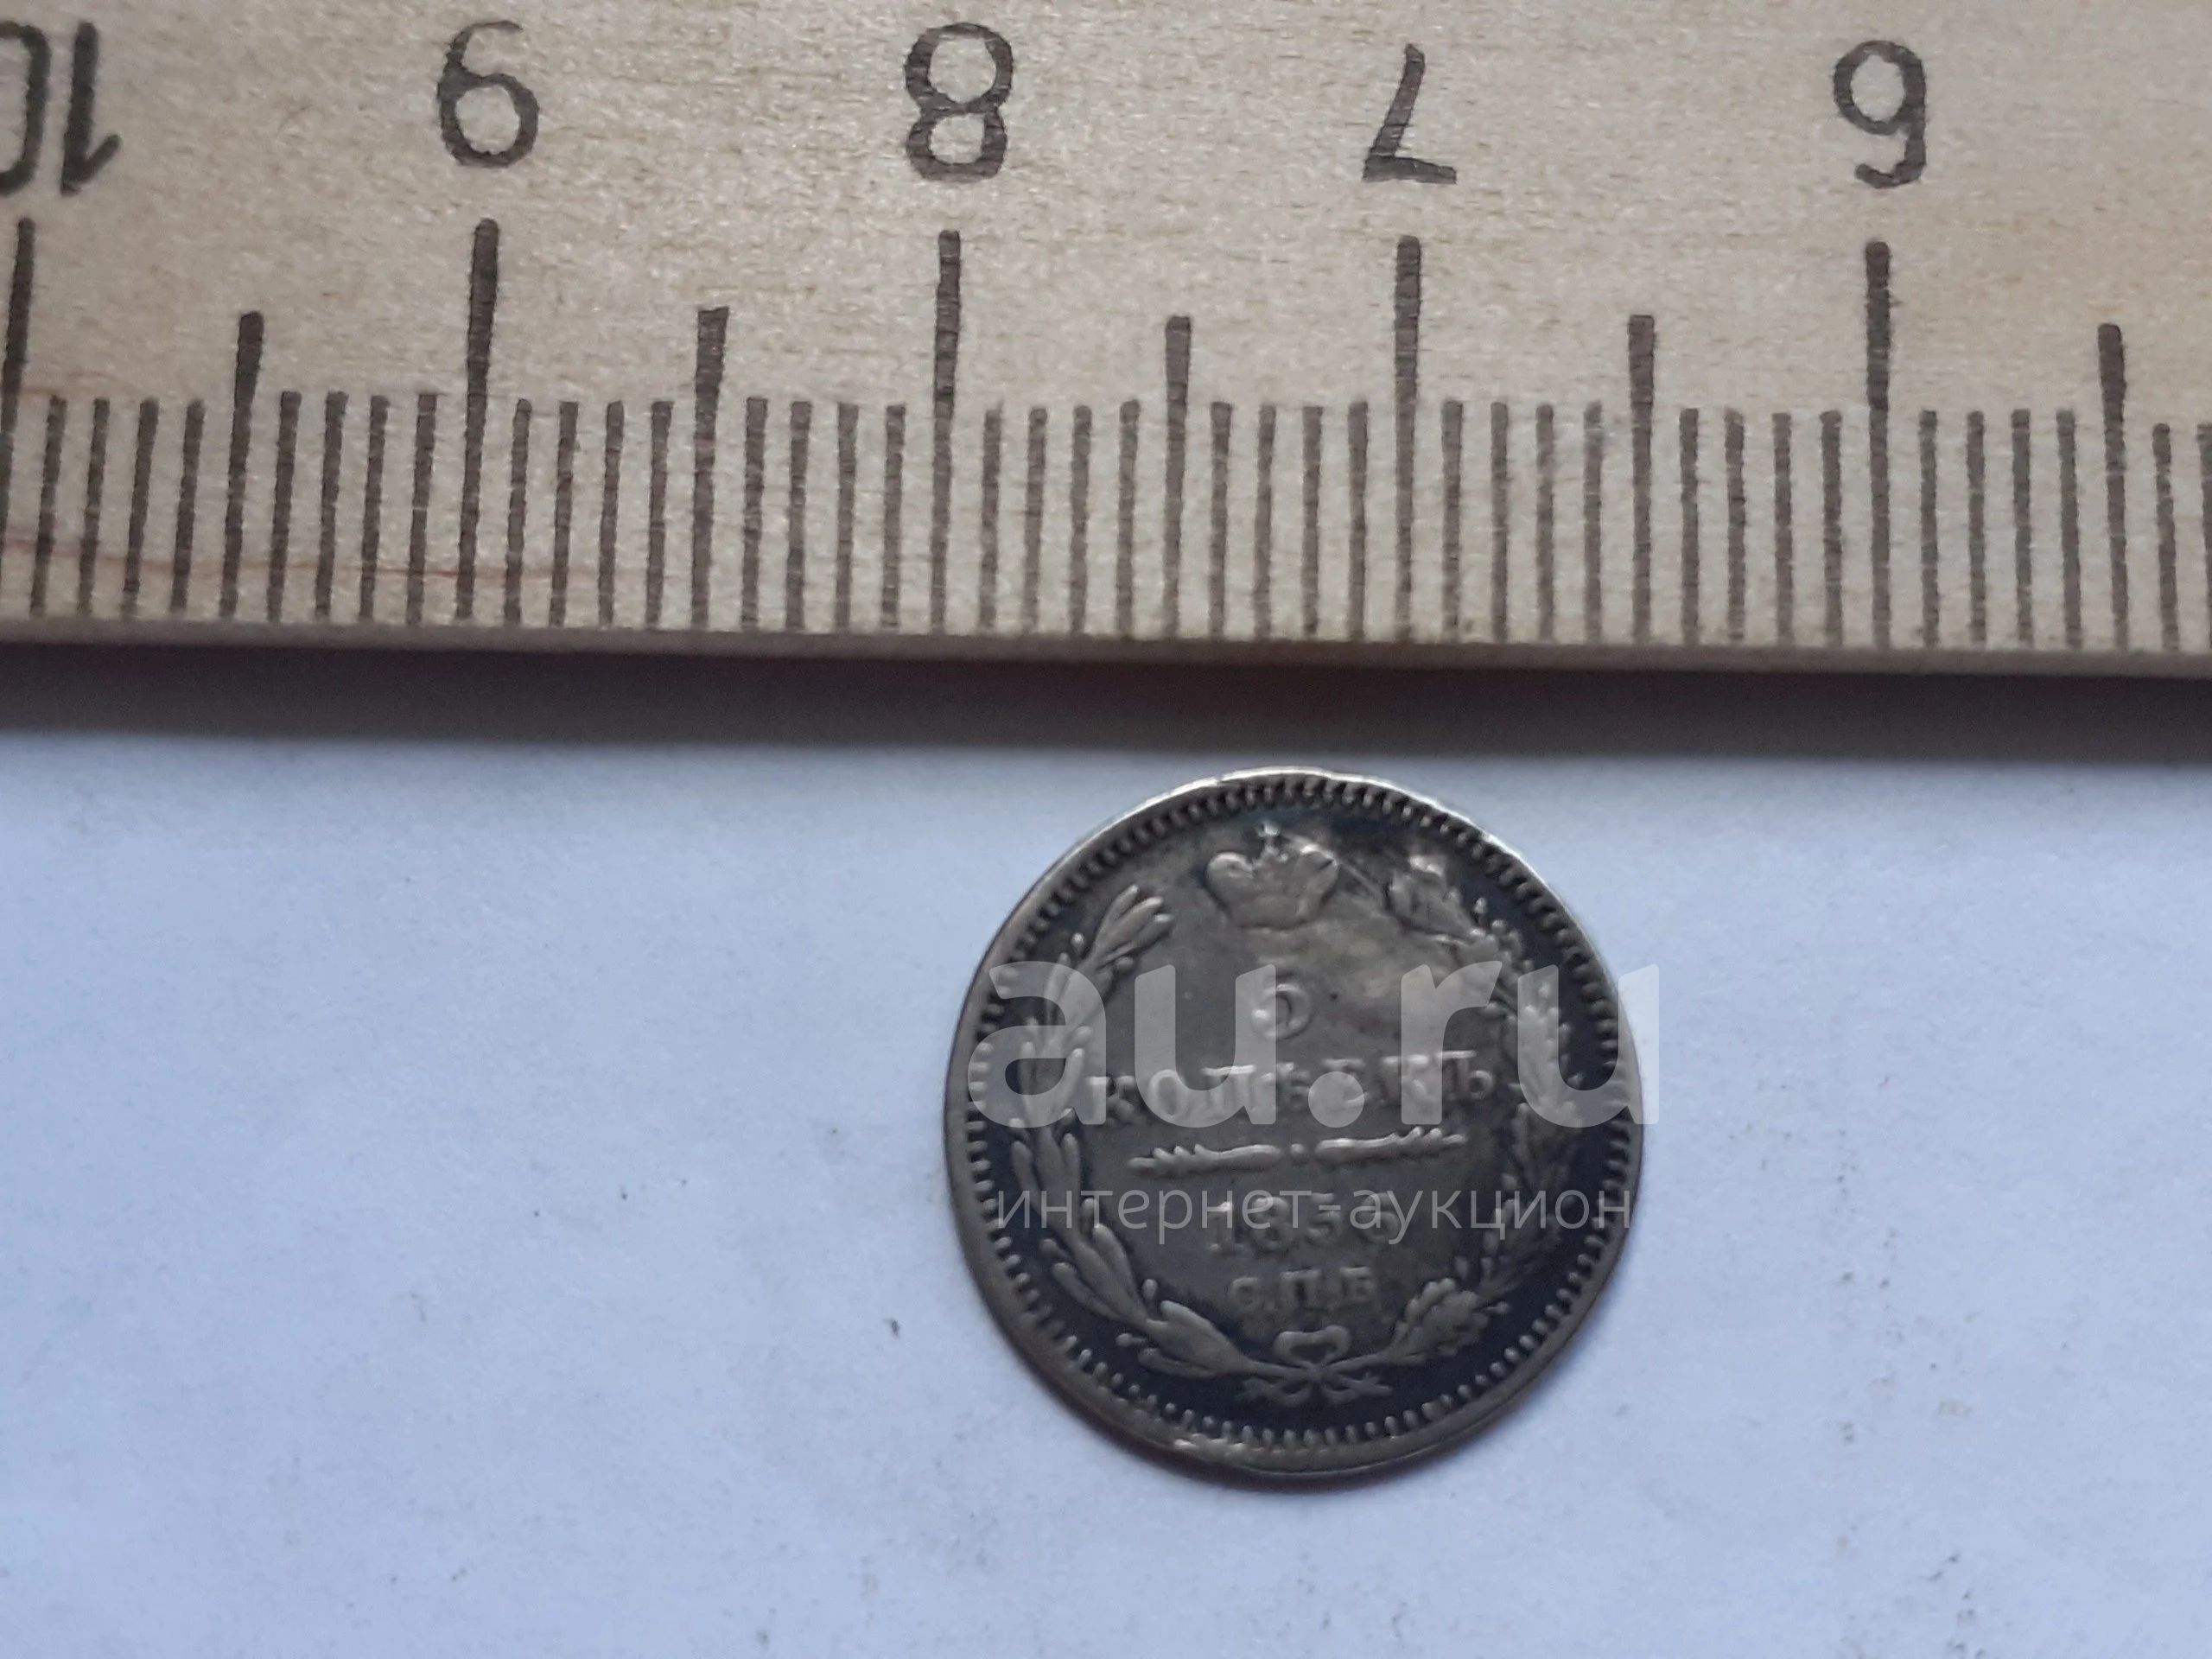 10 9 8 7 6
5
КОПѢЕКЪ
С.П.Б.
au.ru
интернет-аукцион